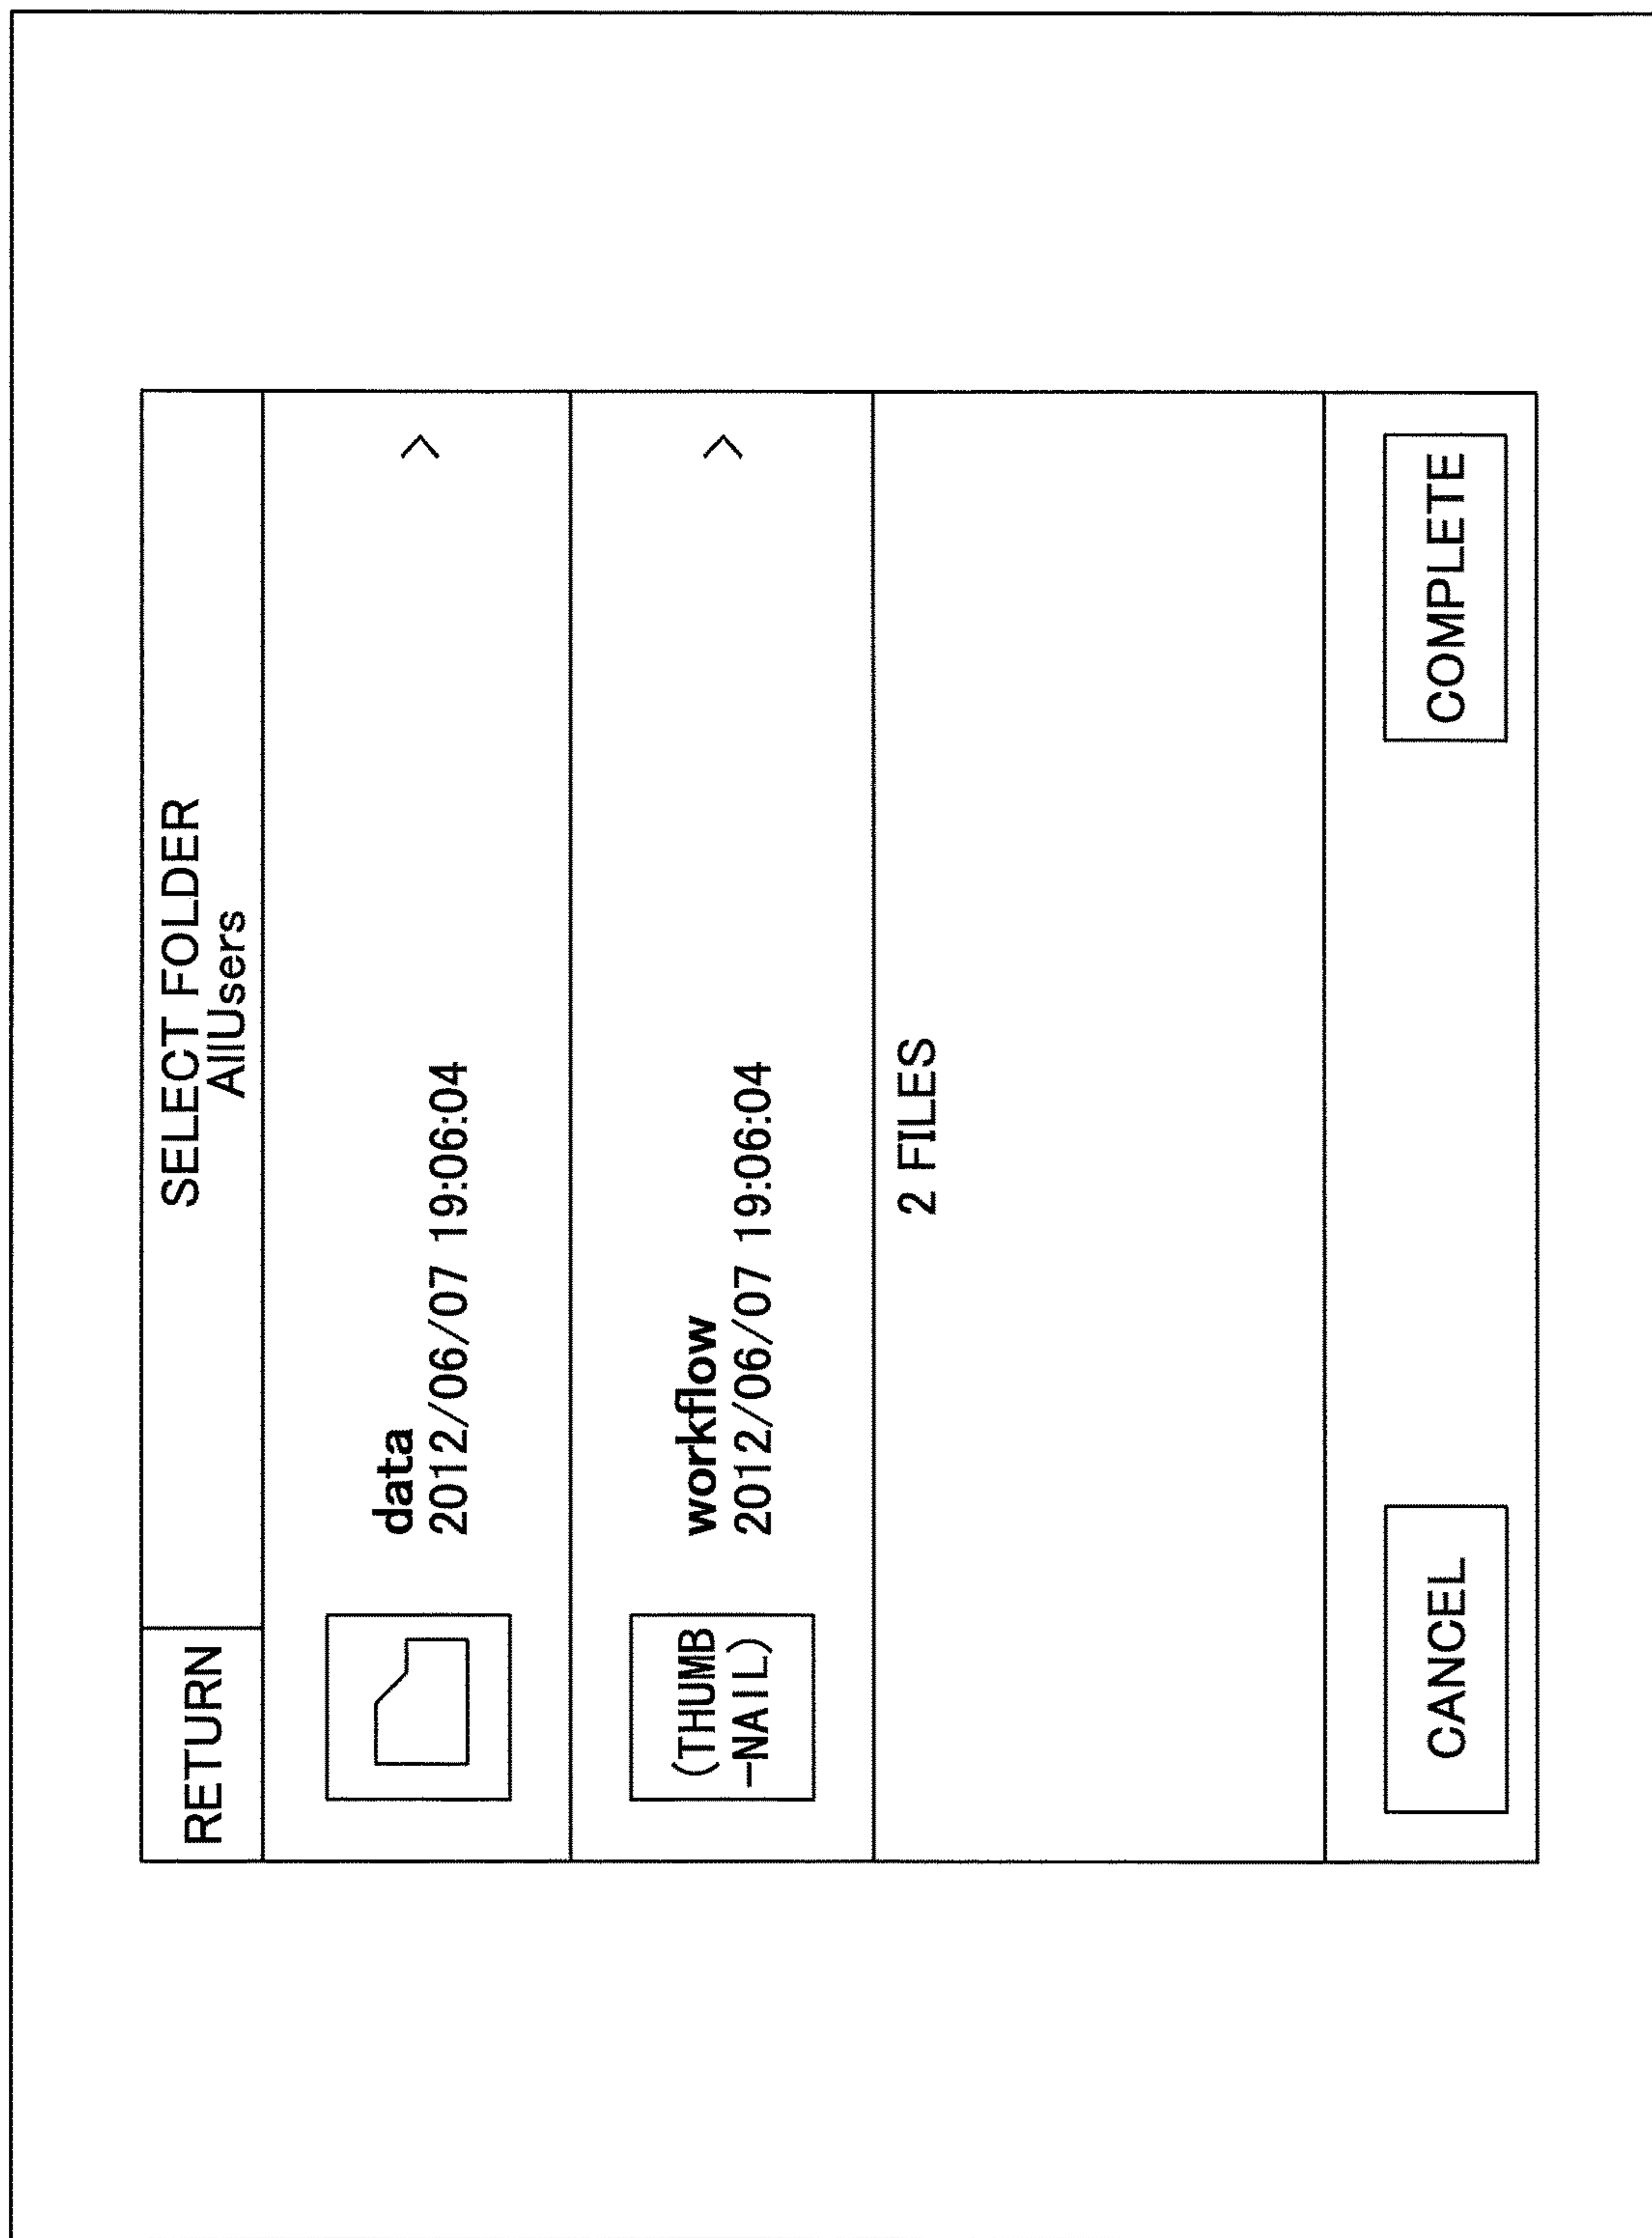 RETURN
SELECT FOLDER
AllUsers
data
2012/06/07 19:06:04
>
(THUMB
-NAIL)
workflow
2012/06/07 19:06:04
>
2 FILES
CANCEL
COMPLETE